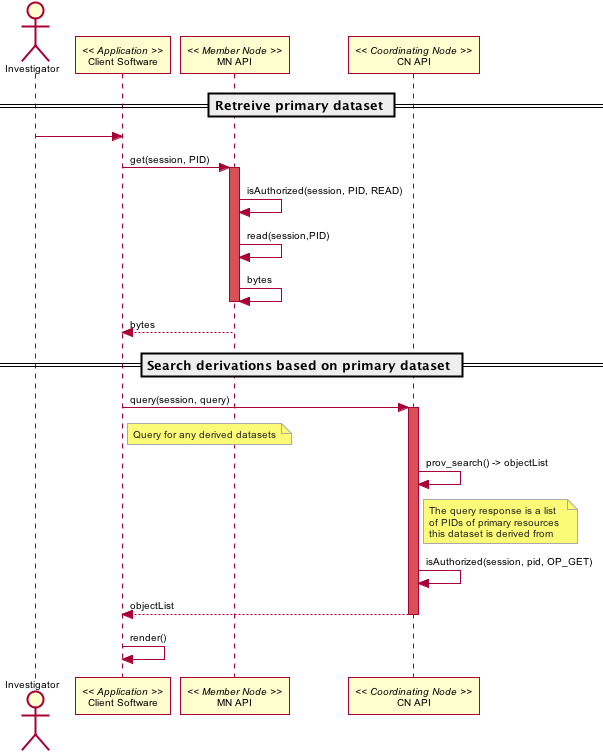 << Application >>
Client Software
<< Member Node >>
MN API
<< Coordinating Node >>
CN API
Investigator
Retreive primary dataset
get(session, PID)
isAuthorized(session, PID, READ)
read(session,PID)
bytes
bytes
Search derivations based on primary dataset
query(session, query)
Query for any derived datasets
prov_search() -> objectList
The query response is a list
of PIDs of primary resources
this dataset is derived from
isAuthorized(session, pid, OP_GET)
objectList
render()
Investigator
<< Application >>
Client Software
<< Member Node >>
MN API
<< Coordinating Node >>
CN API